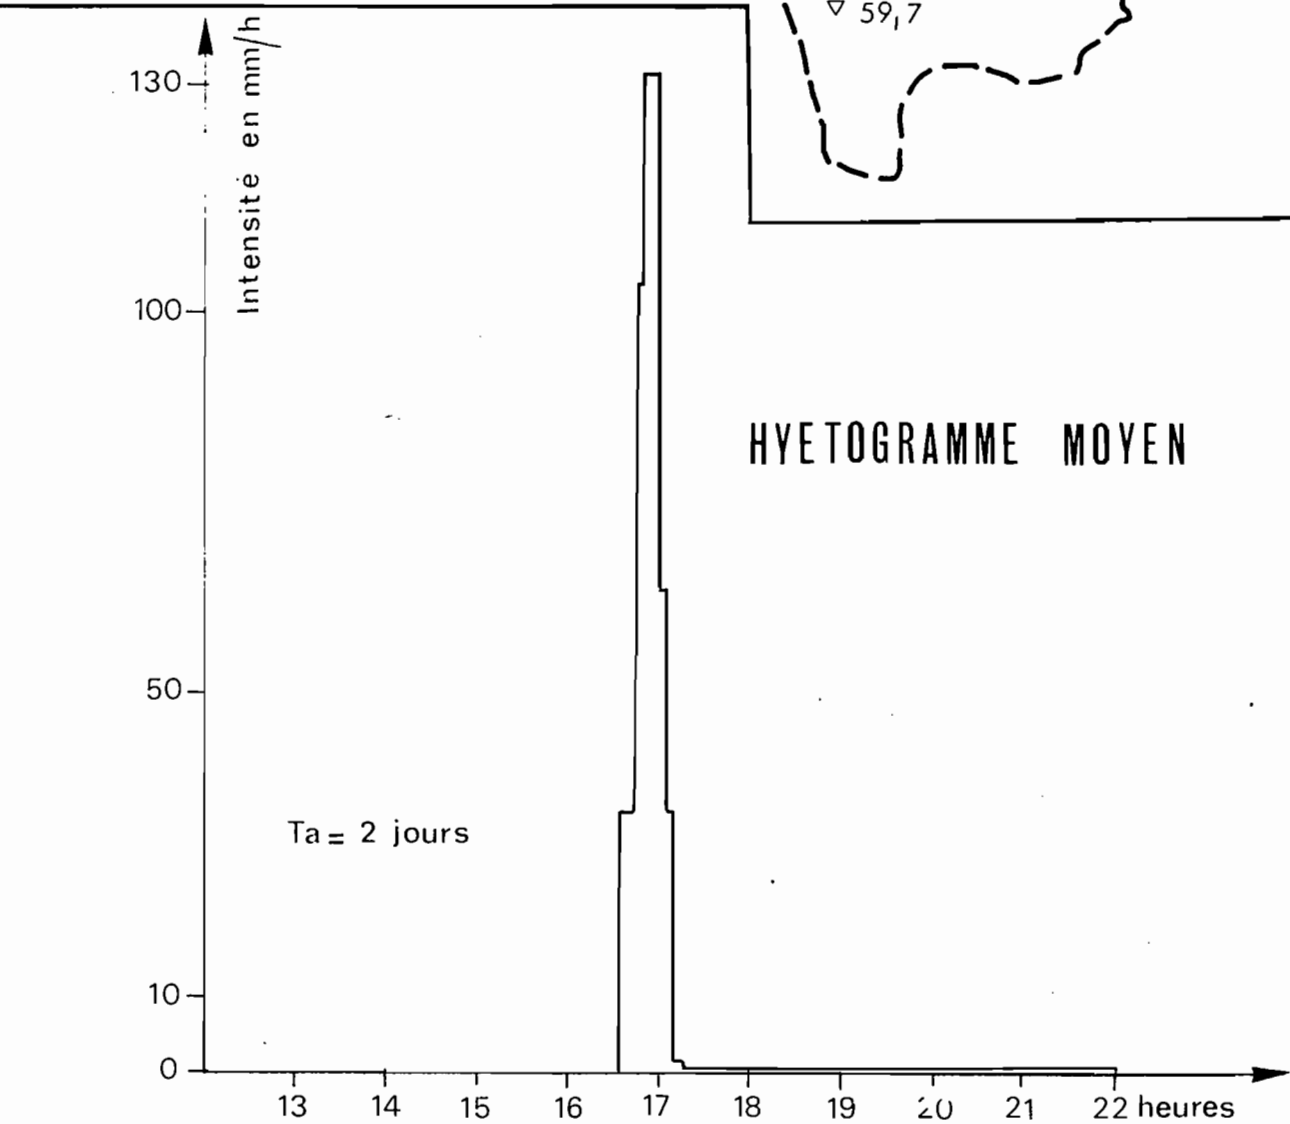 59,7
Intensité en mm/h
130
100
HYETOGRAMME MOYEN
50
Ta = 2 jours
10
0
13 14 15 16 17 18 19 20 21 22 heures